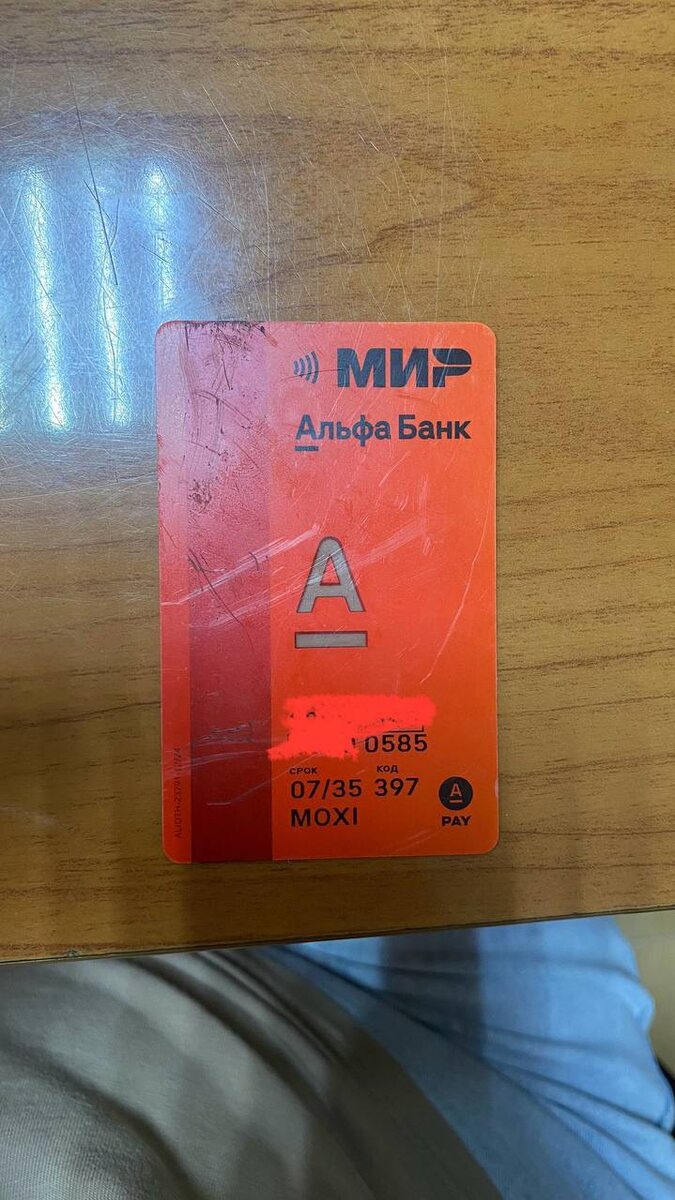 МИР
Альфа Банк
А
0585
СРОК КОД
07/35 397
MOXI
А
PAY